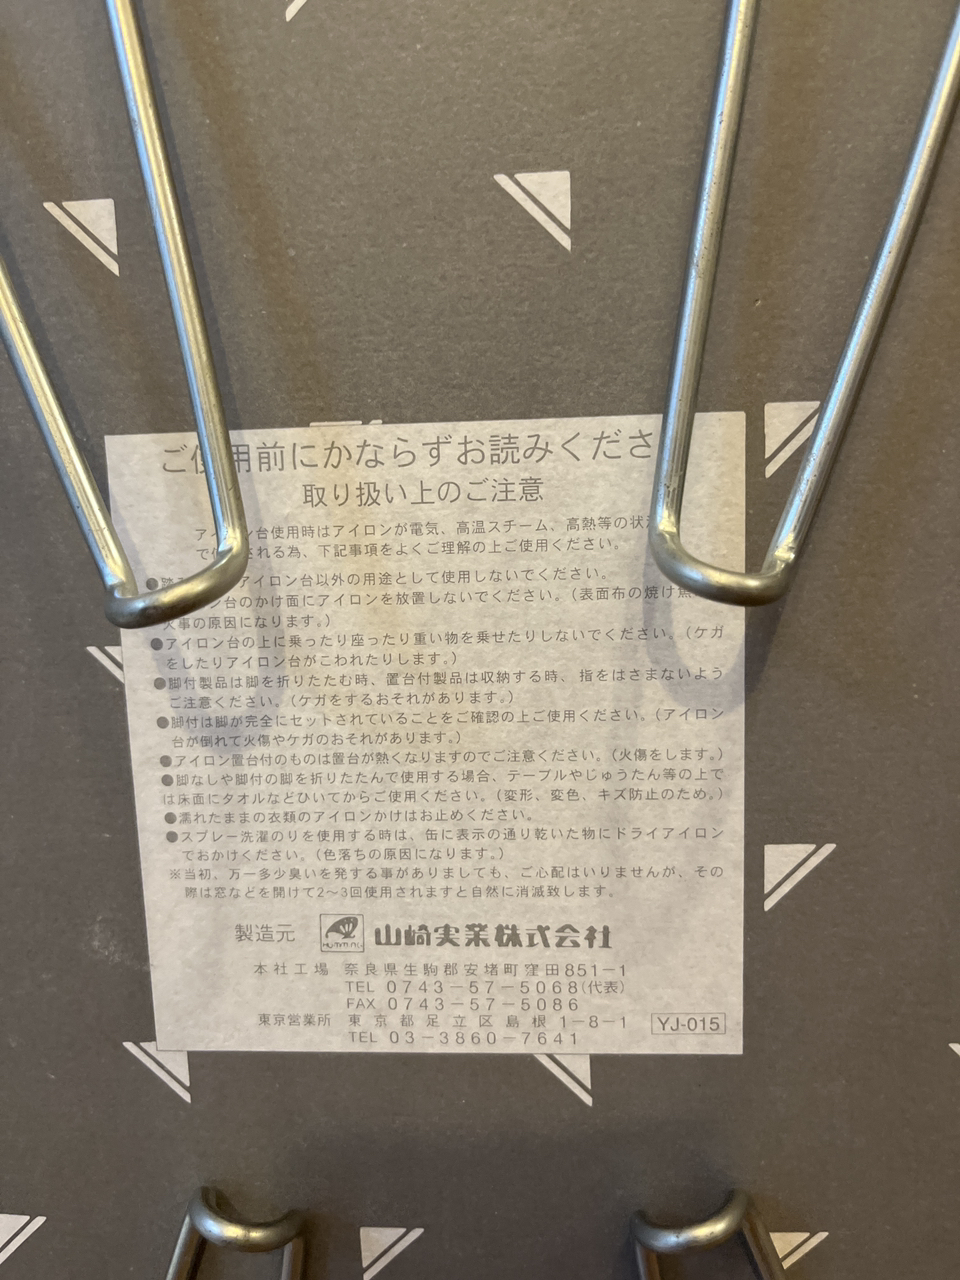 ご使用前にかならずお読みくださ
取り扱い上のご注意
アイロン台使用時はアイロンが電気、高温スチーム、高熱等の状
で使用される為、下記事項をよくご理解の上ご使用ください。
●アイロン台以外の用途として使用しないでください。
ン台のかけ面にアイロンを放置しないでください。（表面布の焼け焦
火事の原因になります。）
●アイロン台の上に乗ったり座ったり重い物を乗せたりしないでください。（ケガ
をしたりアイロン台がこわれたりします。）
●脚付製品は脚を折りたたむ時、置台付製品は収納する時、指をはさまないよう
ご注意ください。（ケガをするおそれがあります。）
●脚付は脚が完全にセットされていることをご確認の上ご使用ください。（アイロン
台が倒れて火傷やケガのおそれがあります。）
●アイロン置台付のものは置台が熱くなりますのでご注意ください。（火傷をします。）
●脚なしや脚付の脚を折りたたんで使用する場合、テーブルやじゅうたん等の上で
は床面にタオルなどひいてからご使用ください。（変形、変色、キズ防止のため。）
●濡れたままの衣類のアイロンかけはお止めください。
●スプレー洗濯のりを使用する時は、缶に表示の通り乾いた物にドライアイロン
でおかけください。（色落ちの原因になります。）
※当初、万一多少臭いを発する事がありましても、ご心配はいりませんが、その
際は窓などを開けて2〜3回使用されますと自然に消滅致します。
製造元 山崎実業株式会社
本社工場 奈良県生駒郡安堵町窪田851－1
TEL 0743－57－5068（代表）
FAX 0743－57－5086
東京営業所 東京都足立区島根1－8－1 YJ-015
TEL 03－3860－7641